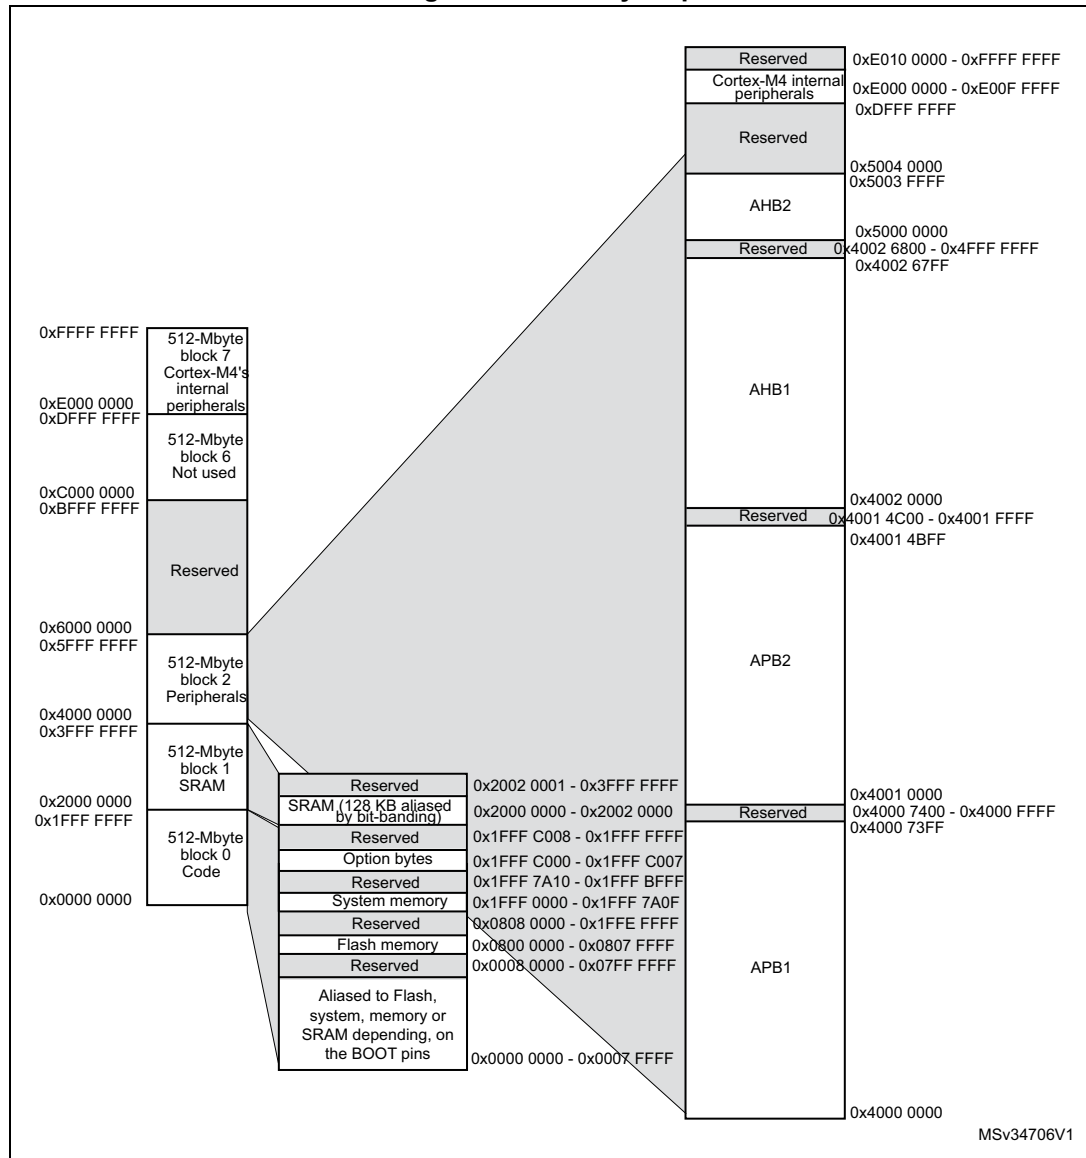 0xFFFF FFFF
512-Mbyte
block 7
Cortex-M4's
internal
peripherals
0xE000 0000
0xDFFF FFFF
512-Mbyte
block 6
Not used
0xC000 0000
0xBFFF FFFF
Reserved
0x6000 0000
0x5FFF FFFF
512-Mbyte
block 2
Peripherals
0x4000 0000
0x3FFF FFFF
512-Mbyte
block 1
SRAM
0x2000 0000
0x1FFF FFFF
512-Mbyte
block 0
Code
0x0000 0000
Reserved 0x2002 0001 - 0x3FFF FFFF
SRAM (128 KB aliased
by bit-banding) 0x2000 0000 - 0x2002 0000
Reserved 0x1FFF C008 - 0x1FFF FFFF
Option bytes 0x1FFF C000 - 0x1FFF C007
Reserved 0x1FFF 7A10 - 0x1FFF BFFF
System memory 0x1FFF 0000 - 0x1FFF 7A0F
Reserved 0x0808 0000 - 0x1FFE FFFF
Flash memory 0x0800 0000 - 0x0807 FFFF
Reserved 0x0008 0000 - 0x07FF FFFF
Aliased to Flash,
system, memory or
SRAM depending, on
the BOOT pins
0x0000 0000 - 0x0007 FFFF
Reserved 0xE010 0000 - 0xFFFF FFFF
Cortex-M4 internal
peripherals 0xE000 0000 - 0xE00F FFFF
0xDFFF FFFF
Reserved
0x5004 0000
0x5003 FFFF
AHB2
0x5000 0000
Reserved 0x4002 6800 - 0x4FFF FFFF
0x4002 67FF
AHB1
0x4002 0000
Reserved 0x4001 4C00 - 0x4001 FFFF
0x4001 4BFF
APB2
0x4001 0000
Reserved 0x4000 7400 - 0x4000 FFFF
0x4000 73FF
APB1
0x4000 0000
MSv34706V1